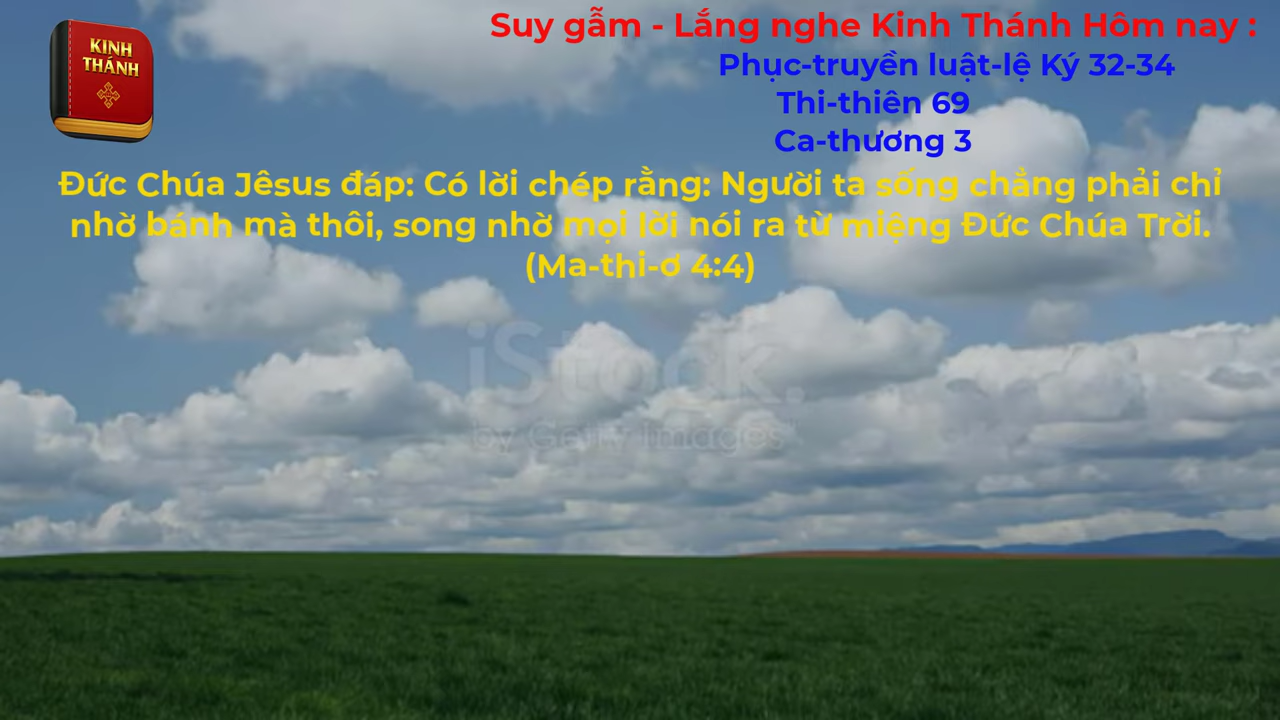 KINH
THÁNH
Suy gẫm - Lắng nghe Kinh Thánh Hôm nay :
Phục-truyền luật-lệ Ký 32-34
Thi-thiên 69
Ca-thương 3
Đức Chúa Jêsus đáp: Có lời chép rằng: Người ta sống chẳng phải chỉ
nhờ bánh mà thôi, song nhờ mọi lời nói ra từ miệng Đức Chúa Trời.
(Ma-thi-ơ 4:4)
iStock.
by Getty Images